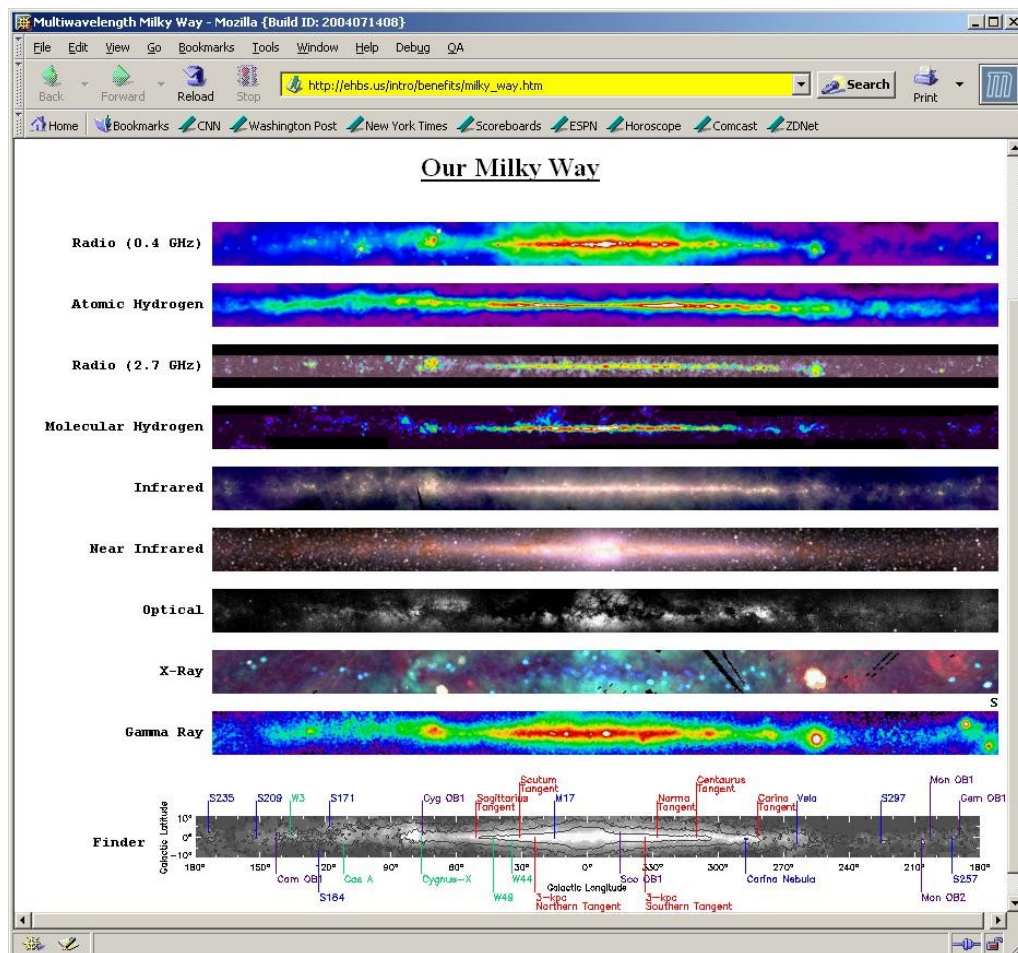 Multiwavelength Milky Way - Mozilla {Build ID: 2004071408}
File Edit View Go Bookmarks Tools Window Help Debug QA
Back Forward Reload Stop http://ehbs.us/intro/benefits/milky_way.htm Search Print
Home Bookmarks CNN Washington Post New York Times Scoreboards ESPN Horoscope Comcast ZDNet
Our Milky Way
Radio (0.4 GHz)
Atomic Hydrogen
Radio (2.7 GHz)
Molecular Hydrogen
Infrared
Near Infrared
Optical
X-Ray
S
Gamma Ray
Finder
Scutum Tangent
Centaurus Tangent
Mon OB1
S235 S209 W3 S171 Cyg OB1 Sagittarius Tangent M17 Norma Tangent Carina Tangent Vela S297 Gem OB1
Galactic Latitude
10°
0°
-10°
180° 150° 120° 90° 60° 30° 0° 330° 300° 270° 240° 210° 180°
Cam OB1 Cas A Cygnus-X W44 Sco OB1 Carina Nebula S257
Galactic Longitude
S184 W49 3-kpc Northern Tangent 3-kpc Southern Tangent Mon OB2